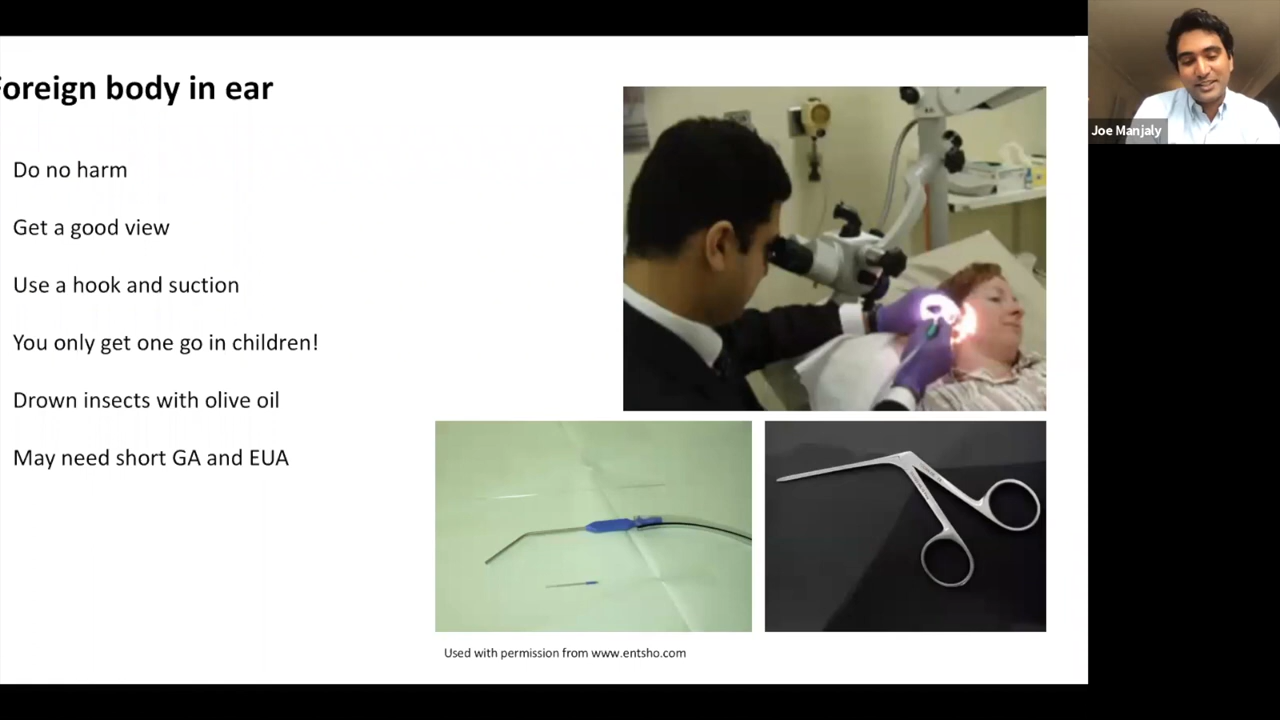 Foreign body in ear
Do no harm
Get a good view
Use a hook and suction
You only get one go in children!
Drown insects with olive oil
May need short GA and EUA
Used with permission from www.entsho.com
Joe Manjaly